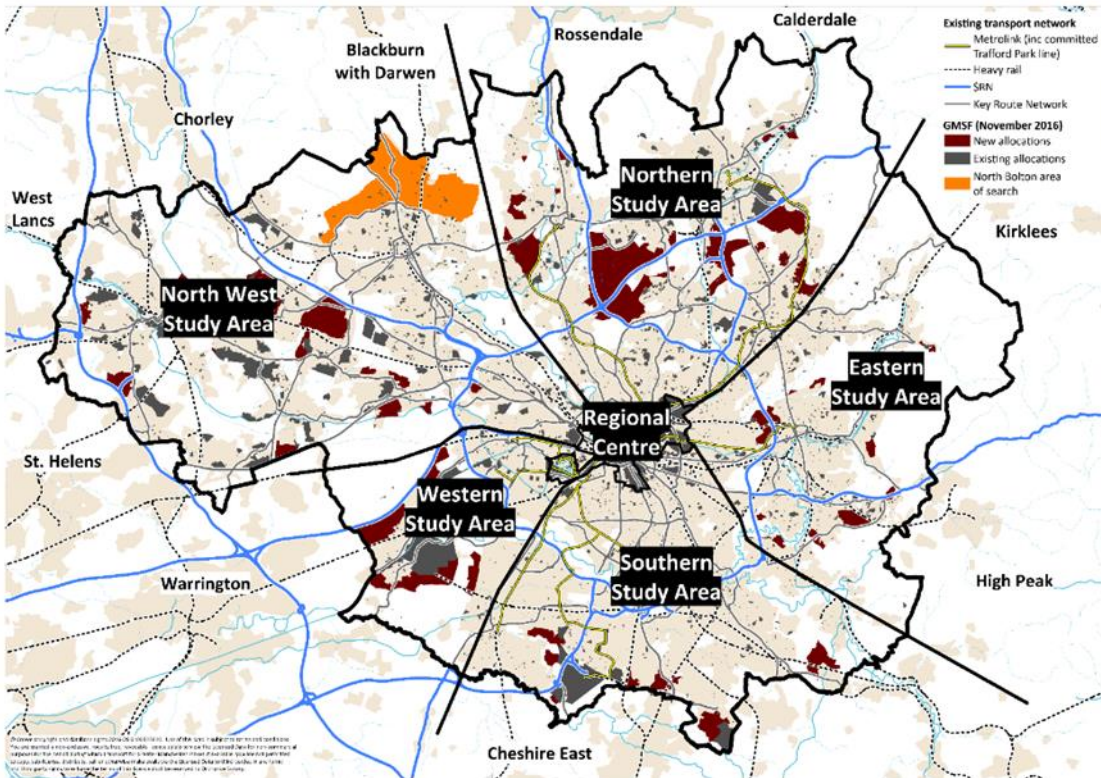 Calderdale
Rossendale
Blackburn
with Darwen
Chorley
West
Lancs
Existing transport network
Metrolink (inc committed
Trafford Park line)
Heavy rail
SRN
Key Route Network
GMSF (November 2016)
New allocations
Existing allocations
North Bolton area
of search
Northern
Study Area
Kirklees
North West
Study Area
Eastern
Study Area
Regional
Centre
St. Helens
Western
Study Area
Southern
Study Area
Warrington
High Peak
Cheshire East